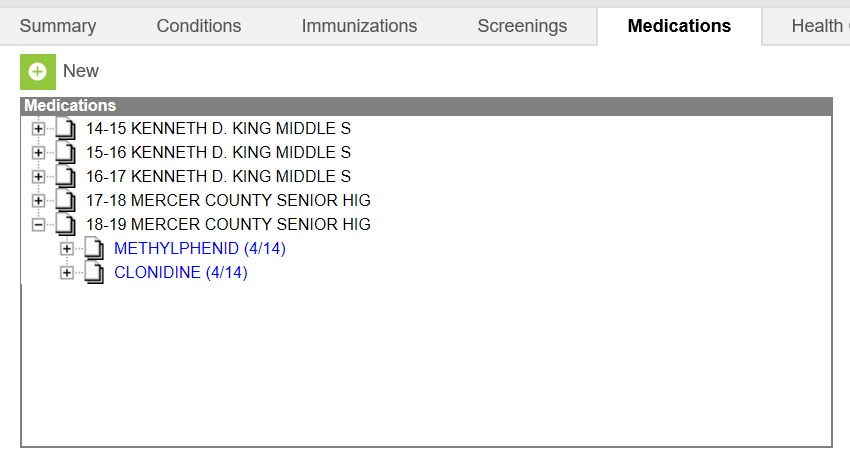 Summary Conditions Immunizations Screenings Medications Health
New
Medications
14-15 KENNETH D. KING MIDDLE S
15-16 KENNETH D. KING MIDDLE S
16-17 KENNETH D. KING MIDDLE S
17-18 MERCER COUNTY SENIOR HIG
18-19 MERCER COUNTY SENIOR HIG
METHYLPHENID (4/14)
CLONIDINE (4/14)